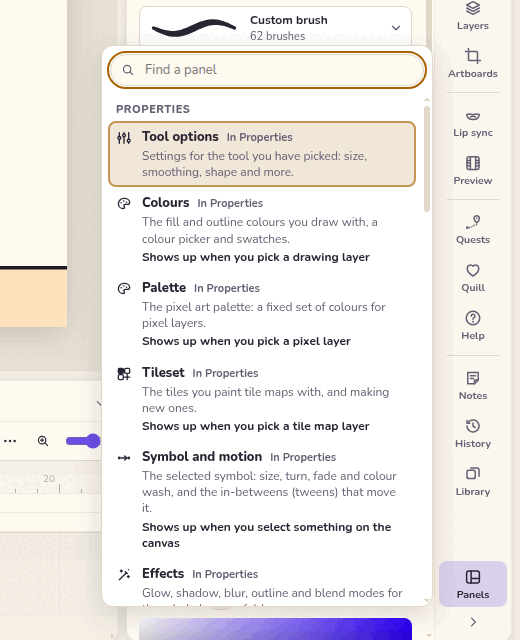 Custom brush
62 brushes
Find a panel
PROPERTIES
Tool options In Properties
Settings for the tool you have picked: size,
smoothing, shape and more.
Colours In Properties
The fill and outline colours you draw with, a
colour picker and swatches.
Shows up when you pick a drawing layer
Palette In Properties
The pixel art palette: a fixed set of colours for
pixel layers.
Shows up when you pick a pixel layer
Tileset In Properties
The tiles you paint tile maps with, and making
new ones.
Shows up when you pick a tile map layer
Symbol and motion In Properties
The selected symbol: size, turn, fade and colour
wash, and the in-betweens (tweens) that move
it.
Shows up when you select something on the
canvas
Effects In Properties
Glow, shadow, blur, outline and blend modes for
20
Layers
Artboards
Lip sync
Preview
Quests
Quill
Help
Notes
History
Library
Panels